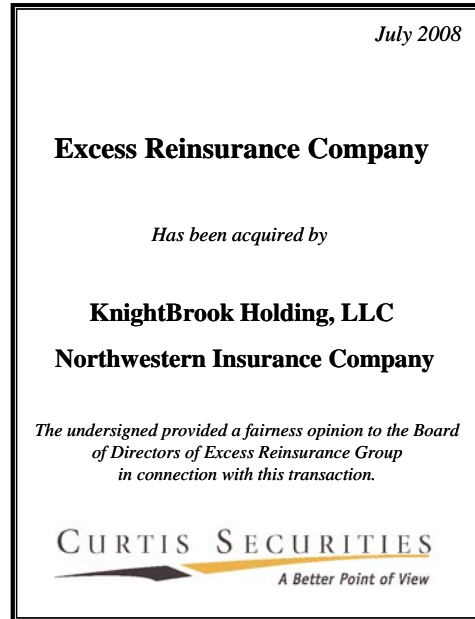 July 2008
Excess Reinsurance Company
Has been acquired by
KnightBrook Holding, LLC
Northwestern Insurance Company
The undersigned provided a fairness opinion to the Board
of Directors of Excess Reinsurance Group
in connection with this transaction.
CURTIS SECURITIES
A Better Point of View